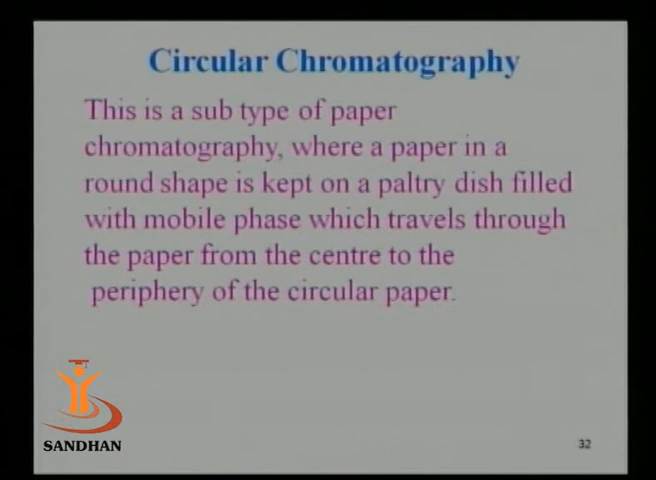 Circular Chromatography
This is a sub type of paper
chromatography, where a paper in a
round shape is kept on a paltry dish filled
with mobile phase which travels through
the paper from the centre to the
periphery of the circular paper.
SANDHAN
32